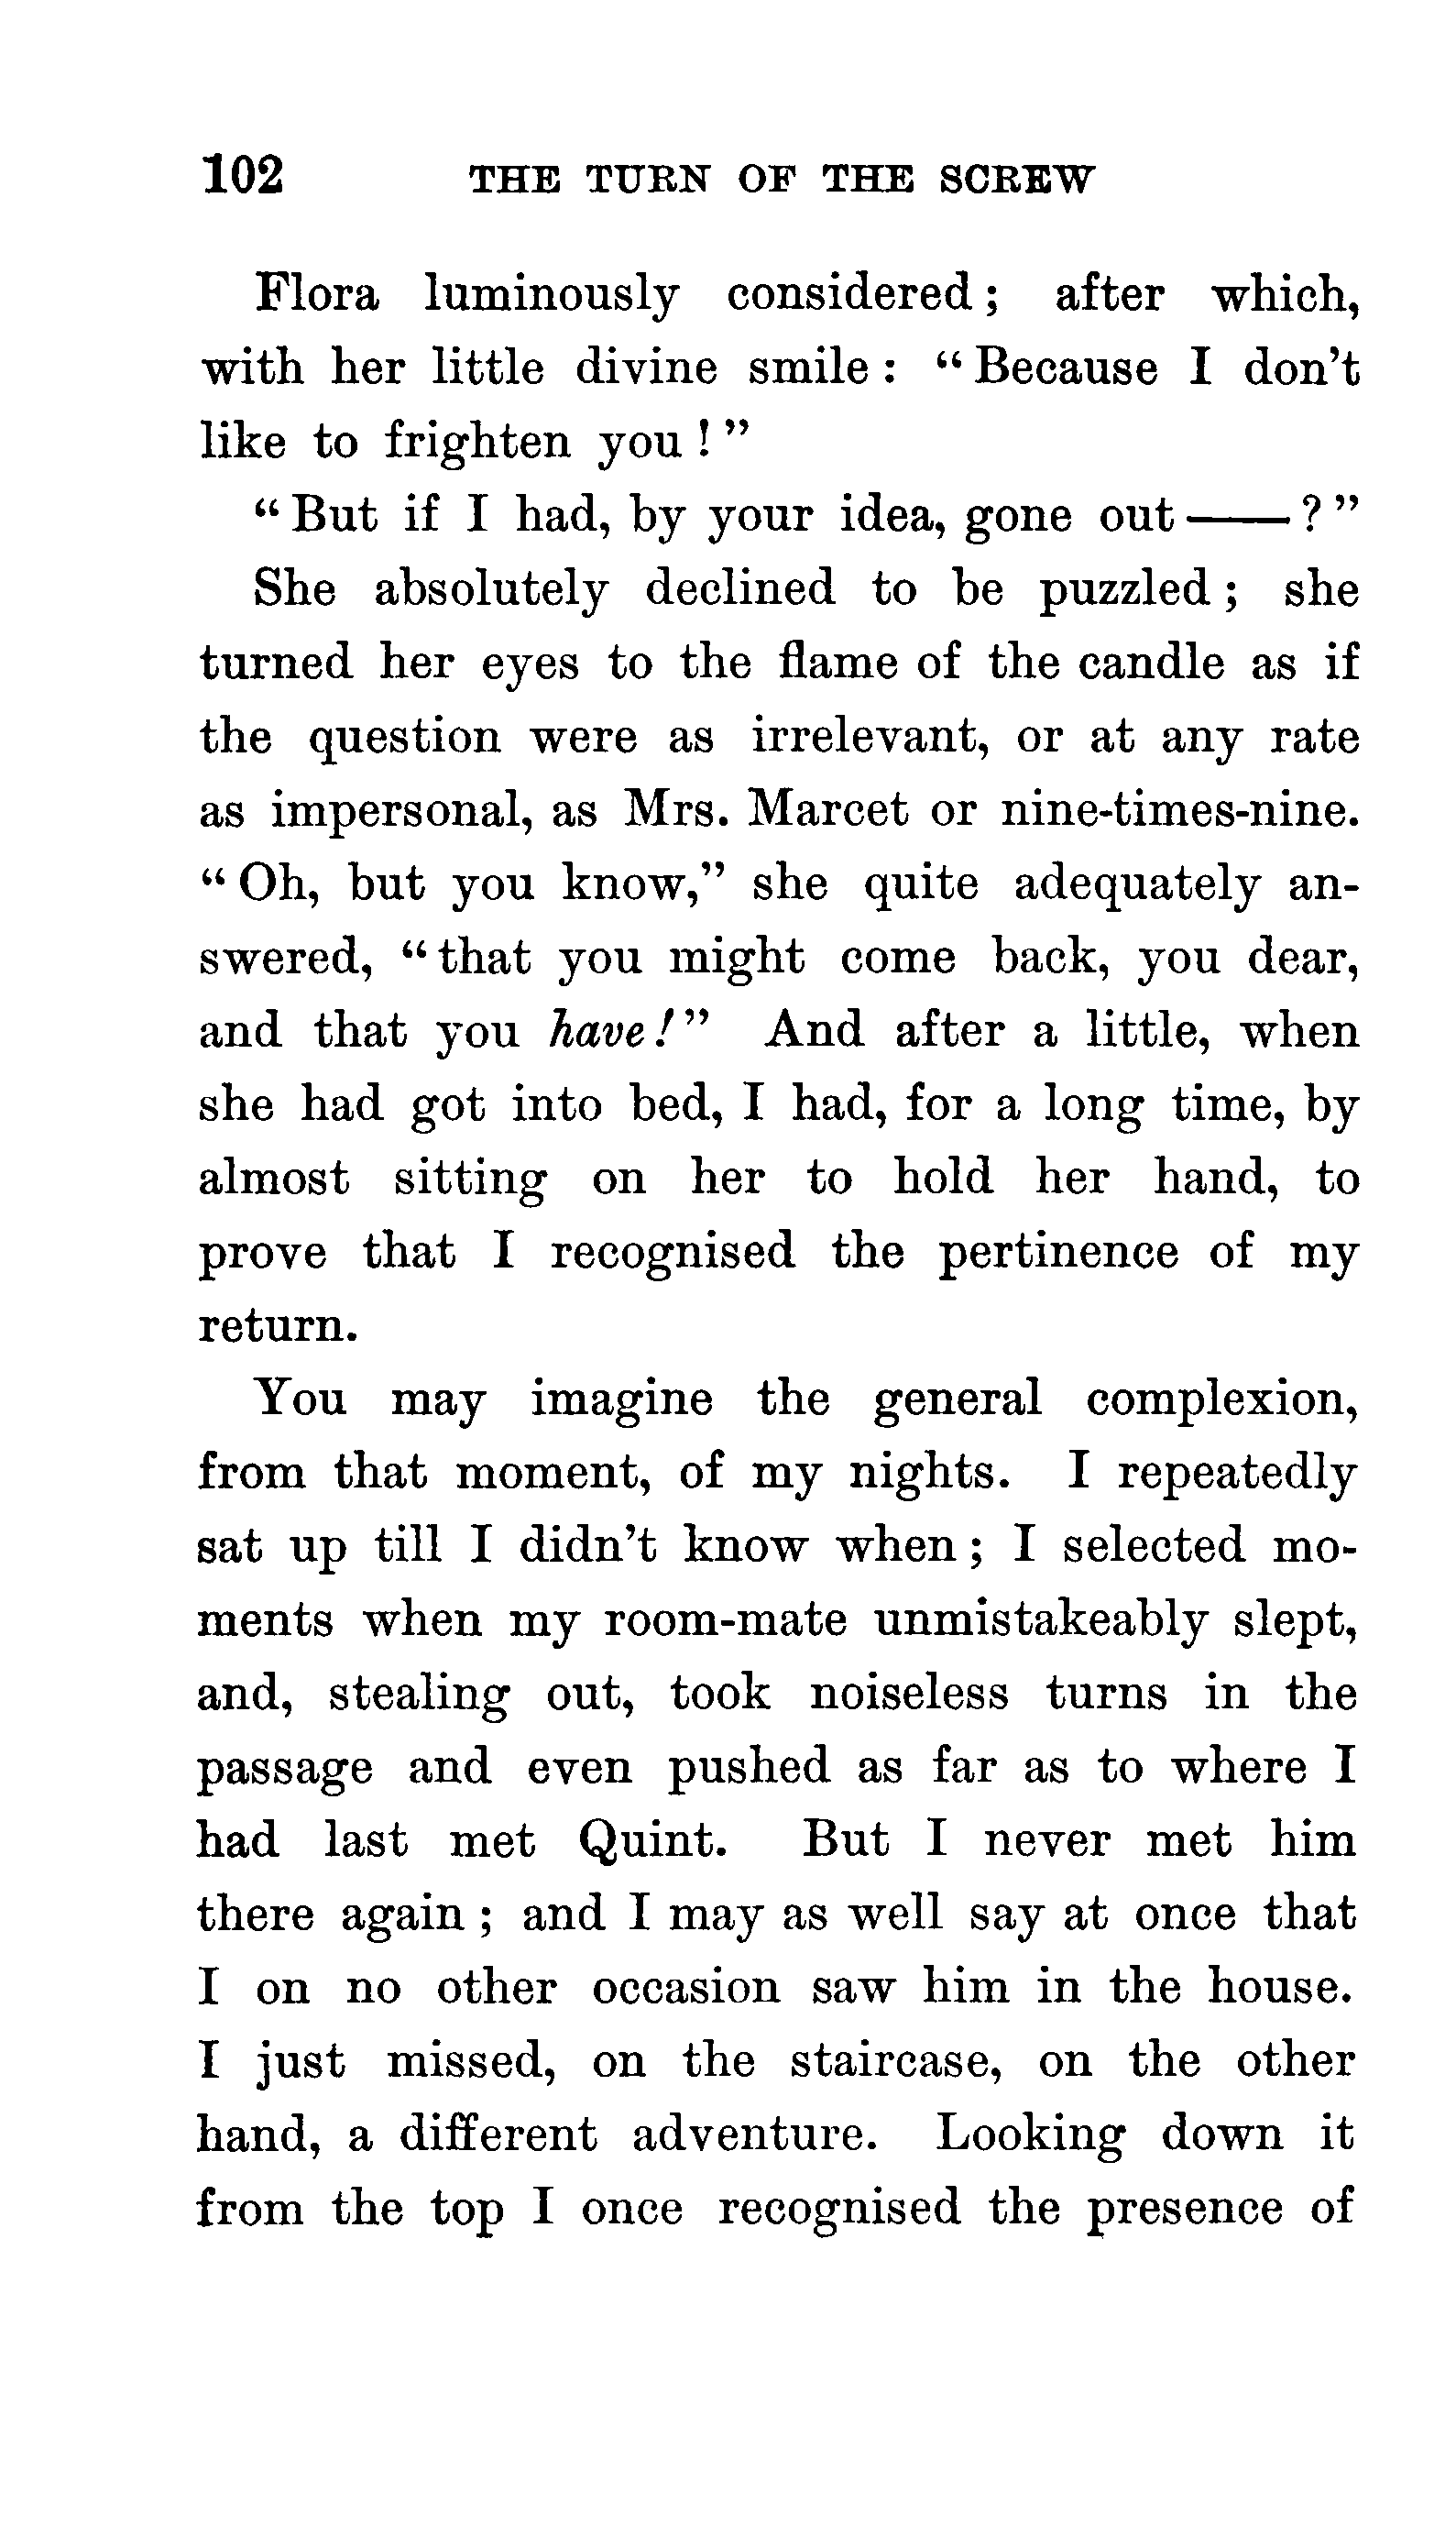 102 THE TURN OF THE SCREW
Flora luminously considered; after which,
with her little divine smile: “Because I don’t
like to frighten you!”
“But if I had, by your idea, gone out——?”
She absolutely declined to be puzzled; she
turned her eyes to the flame of the candle as if
the question were as irrelevant, or at any rate
as impersonal, as Mrs. Marcet or nine-times-nine.
“Oh, but you know,” she quite adequately an-
swered, “that you might come back, you dear,
and that you have!” And after a little, when
she had got into bed, I had, for a long time, by
almost sitting on her to hold her hand, to
prove that I recognised the pertinence of my
return.
You may imagine the general complexion,
from that moment, of my nights. I repeatedly
sat up till I didn’t know when; I selected mo-
ments when my room-mate unmistakeably slept,
and, stealing out, took noiseless turns in the
passage and even pushed as far as to where I
had last met Quint. But I never met him
there again; and I may as well say at once that
I on no other occasion saw him in the house.
I just missed, on the staircase, on the other
hand, a different adventure. Looking down it
from the top I once recognised the presence of